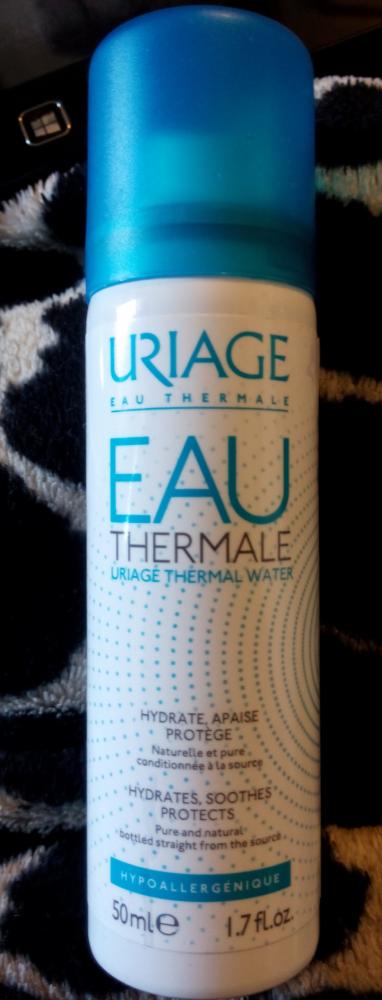 URIAGE
EAU THERMALE
EAU
THERMALE
URIAGE THERMAL WATER
HYDRATE, APAISE
PROTÈGE
Naturelle et pure
conditionnée à la source
HYDRATES, SOOTHES
PROTECTS
Pure and natural
bottled straight from the source
HYPOALLERGÉNIQUE
50ml℮ 1.7 fl.oz.